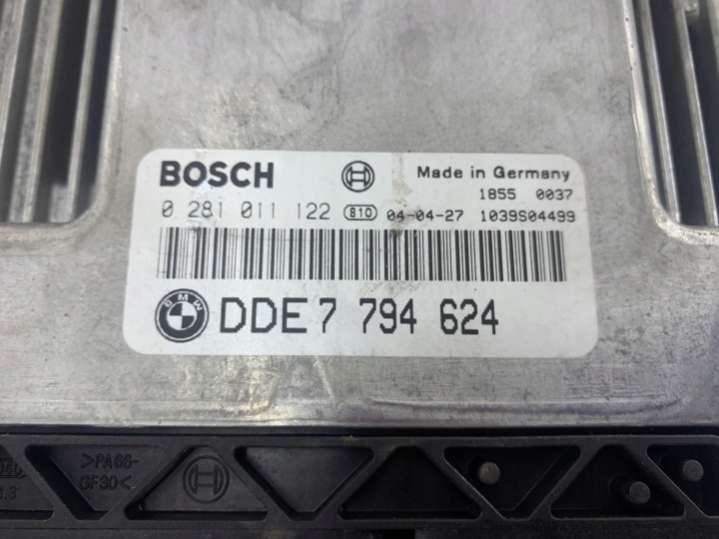 BOSCH
Made in Germany
1855 0037
0 281 011 122 810 04-04-27 1039S04499
BMW
DDE 7 794 624
>PA66-
GF30<